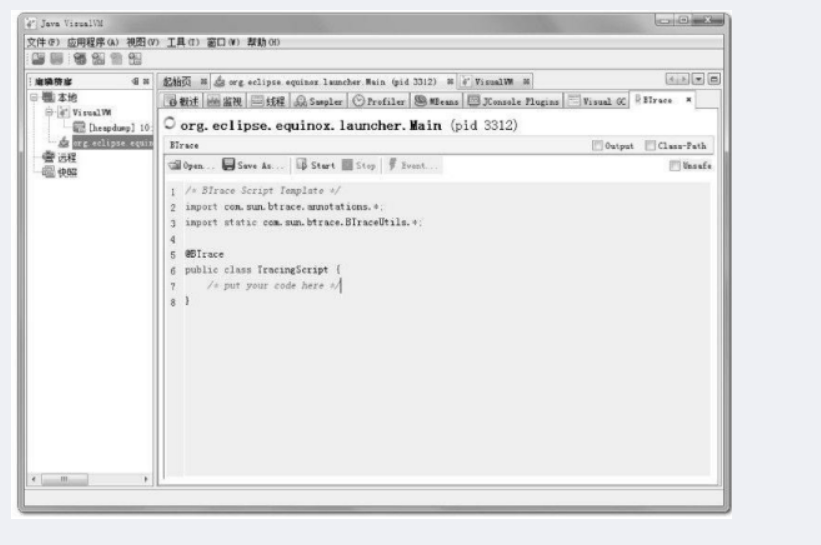 Java VisualVM
文件(F) 应用程序(A) 视图(V) 工具(T) 窗口(W) 帮助(H)
起始页 org.eclipse.equinox.launcher.Main (pid 3312) VisualVM
本地
VisualVM
[heapdump] 10:
org.eclipse.equin
远程
快照
概述 监视 线程 Sampler Profiler MBeans JConsole Plugins Visual GC BTrace
org.eclipse.equinox.launcher.Main (pid 3312)
BTrace Output Class-Path
Open... Save As... Start Stop Event... Unsafe
1 /* BTrace Script Template */
2 import com.sun.btrace.annotations.*;
3 import static com.sun.btrace.BTraceUtils.*;
4
5 @BTrace
6 public class TracingScript {
7 /* put your code here */
8 }